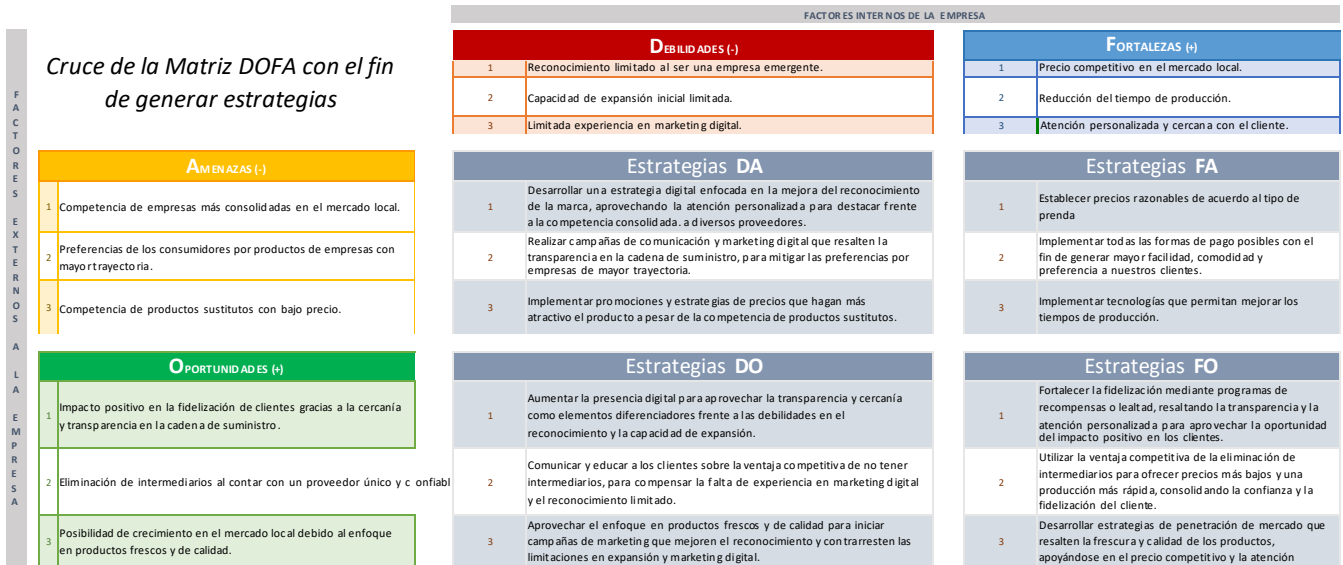 FACTORES INTERNOS DE LA EMPRESA
FACTORES EXTERNOS A LA EMPRESA
Cruce de la Matriz DOFA con el fin
de generar estrategias
DEBILIDADES (-)
1 Reconocimiento limitado al ser una empresa emergente.
2 Capacidad de expansión inicial limitada.
3 Limitada experiencia en marketing digital.
FORTALEZAS (+)
1 Precio competitivo en el mercado local.
2 Reducción del tiempo de producción.
3 Atención personalizada y cercana con el cliente.
AMENAZAS (-)
1 Competencia de empresas más consolidadas en el mercado local.
2 Preferencias de los consumidores por productos de empresas con
mayor trayectoria.
3 Competencia de productos sustitutos con bajo precio.
Estrategias DA
1 Desarrollar una estrategia digital enfocada en la mejora del reconocimiento
de la marca, aprovechando la atención personalizada para destacar frente
a la competencia consolidada. a diversos proveedores.
2 Realizar campañas de comunicación y marketing digital que resalten la
transparencia en la cadena de suministro, para mitigar las preferencias por
empresas de mayor trayectoria.
3 Implementar promociones y estrategias de precios que hagan más
atractivo el producto a pesar de la competencia de productos sustitutos.
Estrategias FA
1 Establecer precios razonables de acuerdo al tipo de
prenda
2 Implementar todas las formas de pago posibles con el
fin de generar mayor facilidad, comodidad y
preferencia a nuestros clientes.
3 Implementar tecnologías que permitan mejorar los
tiempos de producción.
OPORTUNIDADES (+)
1 Impacto positivo en la fidelización de clientes gracias a la cercanía
y transparencia en la cadena de suministro.
2 Eliminación de intermediarios al contar con un proveedor único y confiabl
3 Posibilidad de crecimiento en el mercado local debido al enfoque
en productos frescos y de calidad.
Estrategias DO
1 Aumentar la presencia digital para aprovechar la transparencia y cercanía
como elementos diferenciadores frente a las debilidades en el
reconocimiento y la capacidad de expansión.
2 Comunicar y educar a los clientes sobre la ventaja competitiva de no tener
intermediarios, para compensar la falta de experiencia en marketing digital
y el reconocimiento limitado.
3 Aprovechar el enfoque en productos frescos y de calidad para iniciar
campañas de marketing que mejoren el reconocimiento y contrarresten las
limitaciones en expansión y marketing digital.
Estrategias FO
1 Fortalecer la fidelización mediante programas de
recompensas o lealtad, resaltando la transparencia y la
atención personalizada para aprovechar la oportunidad
del impacto positivo en los clientes.
2 Utilizar la ventaja competitiva de la eliminación de
intermediarios para ofrecer precios más bajos y una
producción más rápida, consolidando la confianza y la
fidelización del cliente.
3 Desarrollar estrategias de penetración de mercado que
resalten la frescura y calidad de los productos,
apoyándose en el precio competitivo y la atención